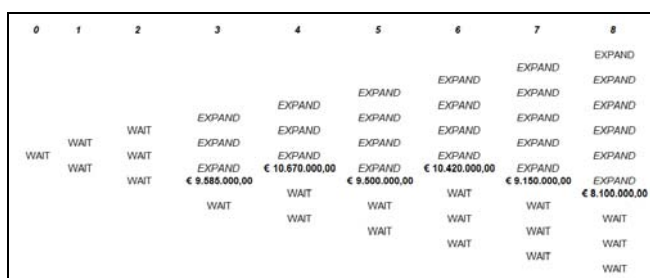 0 1 2 3 4 5 6 7 8
EXPAND
EXPAND
EXPAND EXPAND
EXPAND EXPAND
EXPAND EXPAND EXPAND
EXPAND EXPAND EXPAND
WAIT EXPAND EXPAND EXPAND
WAIT EXPAND EXPAND EXPAND
WAIT WAIT EXPAND EXPAND EXPAND
WAIT EXPAND € 10.670.000,00 EXPAND € 10.420.000,00 EXPAND
WAIT € 9.585.000,00 € 9.500.000,00 € 9.150.000,00 EXPAND
WAIT WAIT € 8.100.000,00
WAIT WAIT WAIT
WAIT WAIT WAIT
WAIT WAIT
WAIT WAIT
WAIT
WAIT